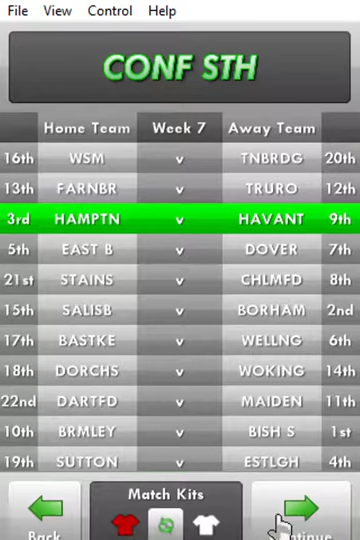 File View Control Help
CONF STH
Home Team Week 7 Away Team
16th WSM v TNBRDG 20th
13th FARNBR v TRURO 12th
3rd HAMPTN v HAVANT 9th
5th EAST B v DOVER 7th
21st STAINS v CHLMFD 8th
15th SALISB v BORHAM 2nd
17th BASTKE v WELLNG 6th
18th DORCHS v WOKING 14th
22nd DARTFD v MAIDEN 11th
10th BRMLEY v BISH S 1st
19th SUTTON v ESTLGH 4th
Match Kits
Back